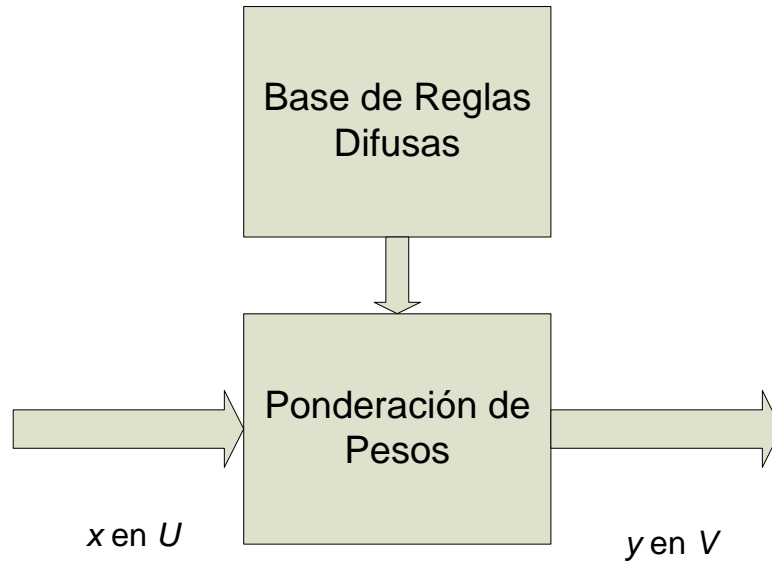 Base de Reglas
Difusas
Ponderación de
Pesos
x en U
y en V